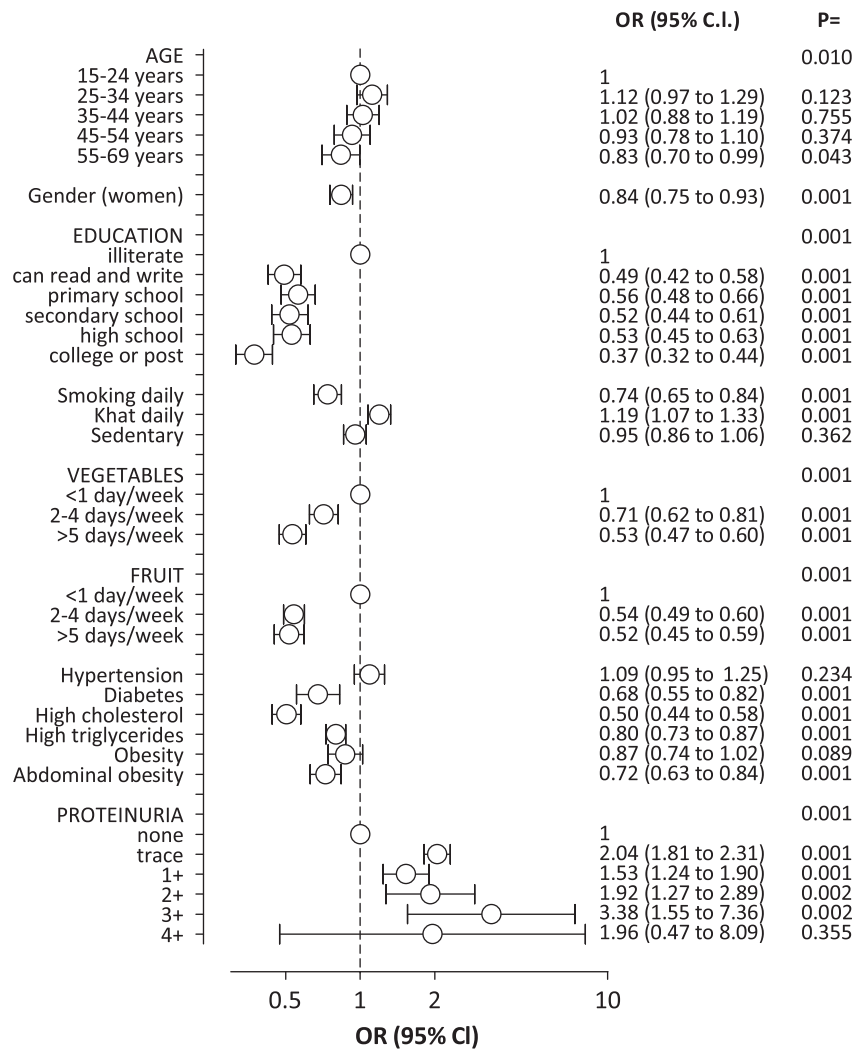 OR (95% C.I.) P=
AGE 0.010
15-24 years 1
25-34 years 1.12 (0.97 to 1.29) 0.123
35-44 years 1.02 (0.88 to 1.19) 0.755
45-54 years 0.93 (0.78 to 1.10) 0.374
55-69 years 0.83 (0.70 to 0.99) 0.043
Gender (women) 0.84 (0.75 to 0.93) 0.001
EDUCATION 0.001
illiterate 1
can read and write 0.49 (0.42 to 0.58) 0.001
primary school 0.56 (0.48 to 0.66) 0.001
secondary school 0.52 (0.44 to 0.61) 0.001
high school 0.53 (0.45 to 0.63) 0.001
college or post 0.37 (0.32 to 0.44) 0.001
Smoking daily 0.74 (0.65 to 0.84) 0.001
Khat daily 1.19 (1.07 to 1.33) 0.001
Sedentary 0.95 (0.86 to 1.06) 0.362
VEGETABLES 0.001
<1 day/week 1
2-4 days/week 0.71 (0.62 to 0.81) 0.001
>5 days/week 0.53 (0.47 to 0.60) 0.001
FRUIT 0.001
<1 day/week 1
2-4 days/week 0.54 (0.49 to 0.60) 0.001
>5 days/week 0.52 (0.45 to 0.59) 0.001
Hypertension 1.09 (0.95 to 1.25) 0.234
Diabetes 0.68 (0.55 to 0.82) 0.001
High cholesterol 0.50 (0.44 to 0.58) 0.001
High triglycerides 0.80 (0.73 to 0.87) 0.001
Obesity 0.87 (0.74 to 1.02) 0.089
Abdominal obesity 0.72 (0.63 to 0.84) 0.001
PROTEINURIA 0.001
none 1
trace 2.04 (1.81 to 2.31) 0.001
1+ 1.53 (1.24 to 1.90) 0.001
2+ 1.92 (1.27 to 2.89) 0.002
3+ 3.38 (1.55 to 7.36) 0.002
4+ 1.96 (0.47 to 8.09) 0.355
0.5 1 2 10
OR (95% CI)